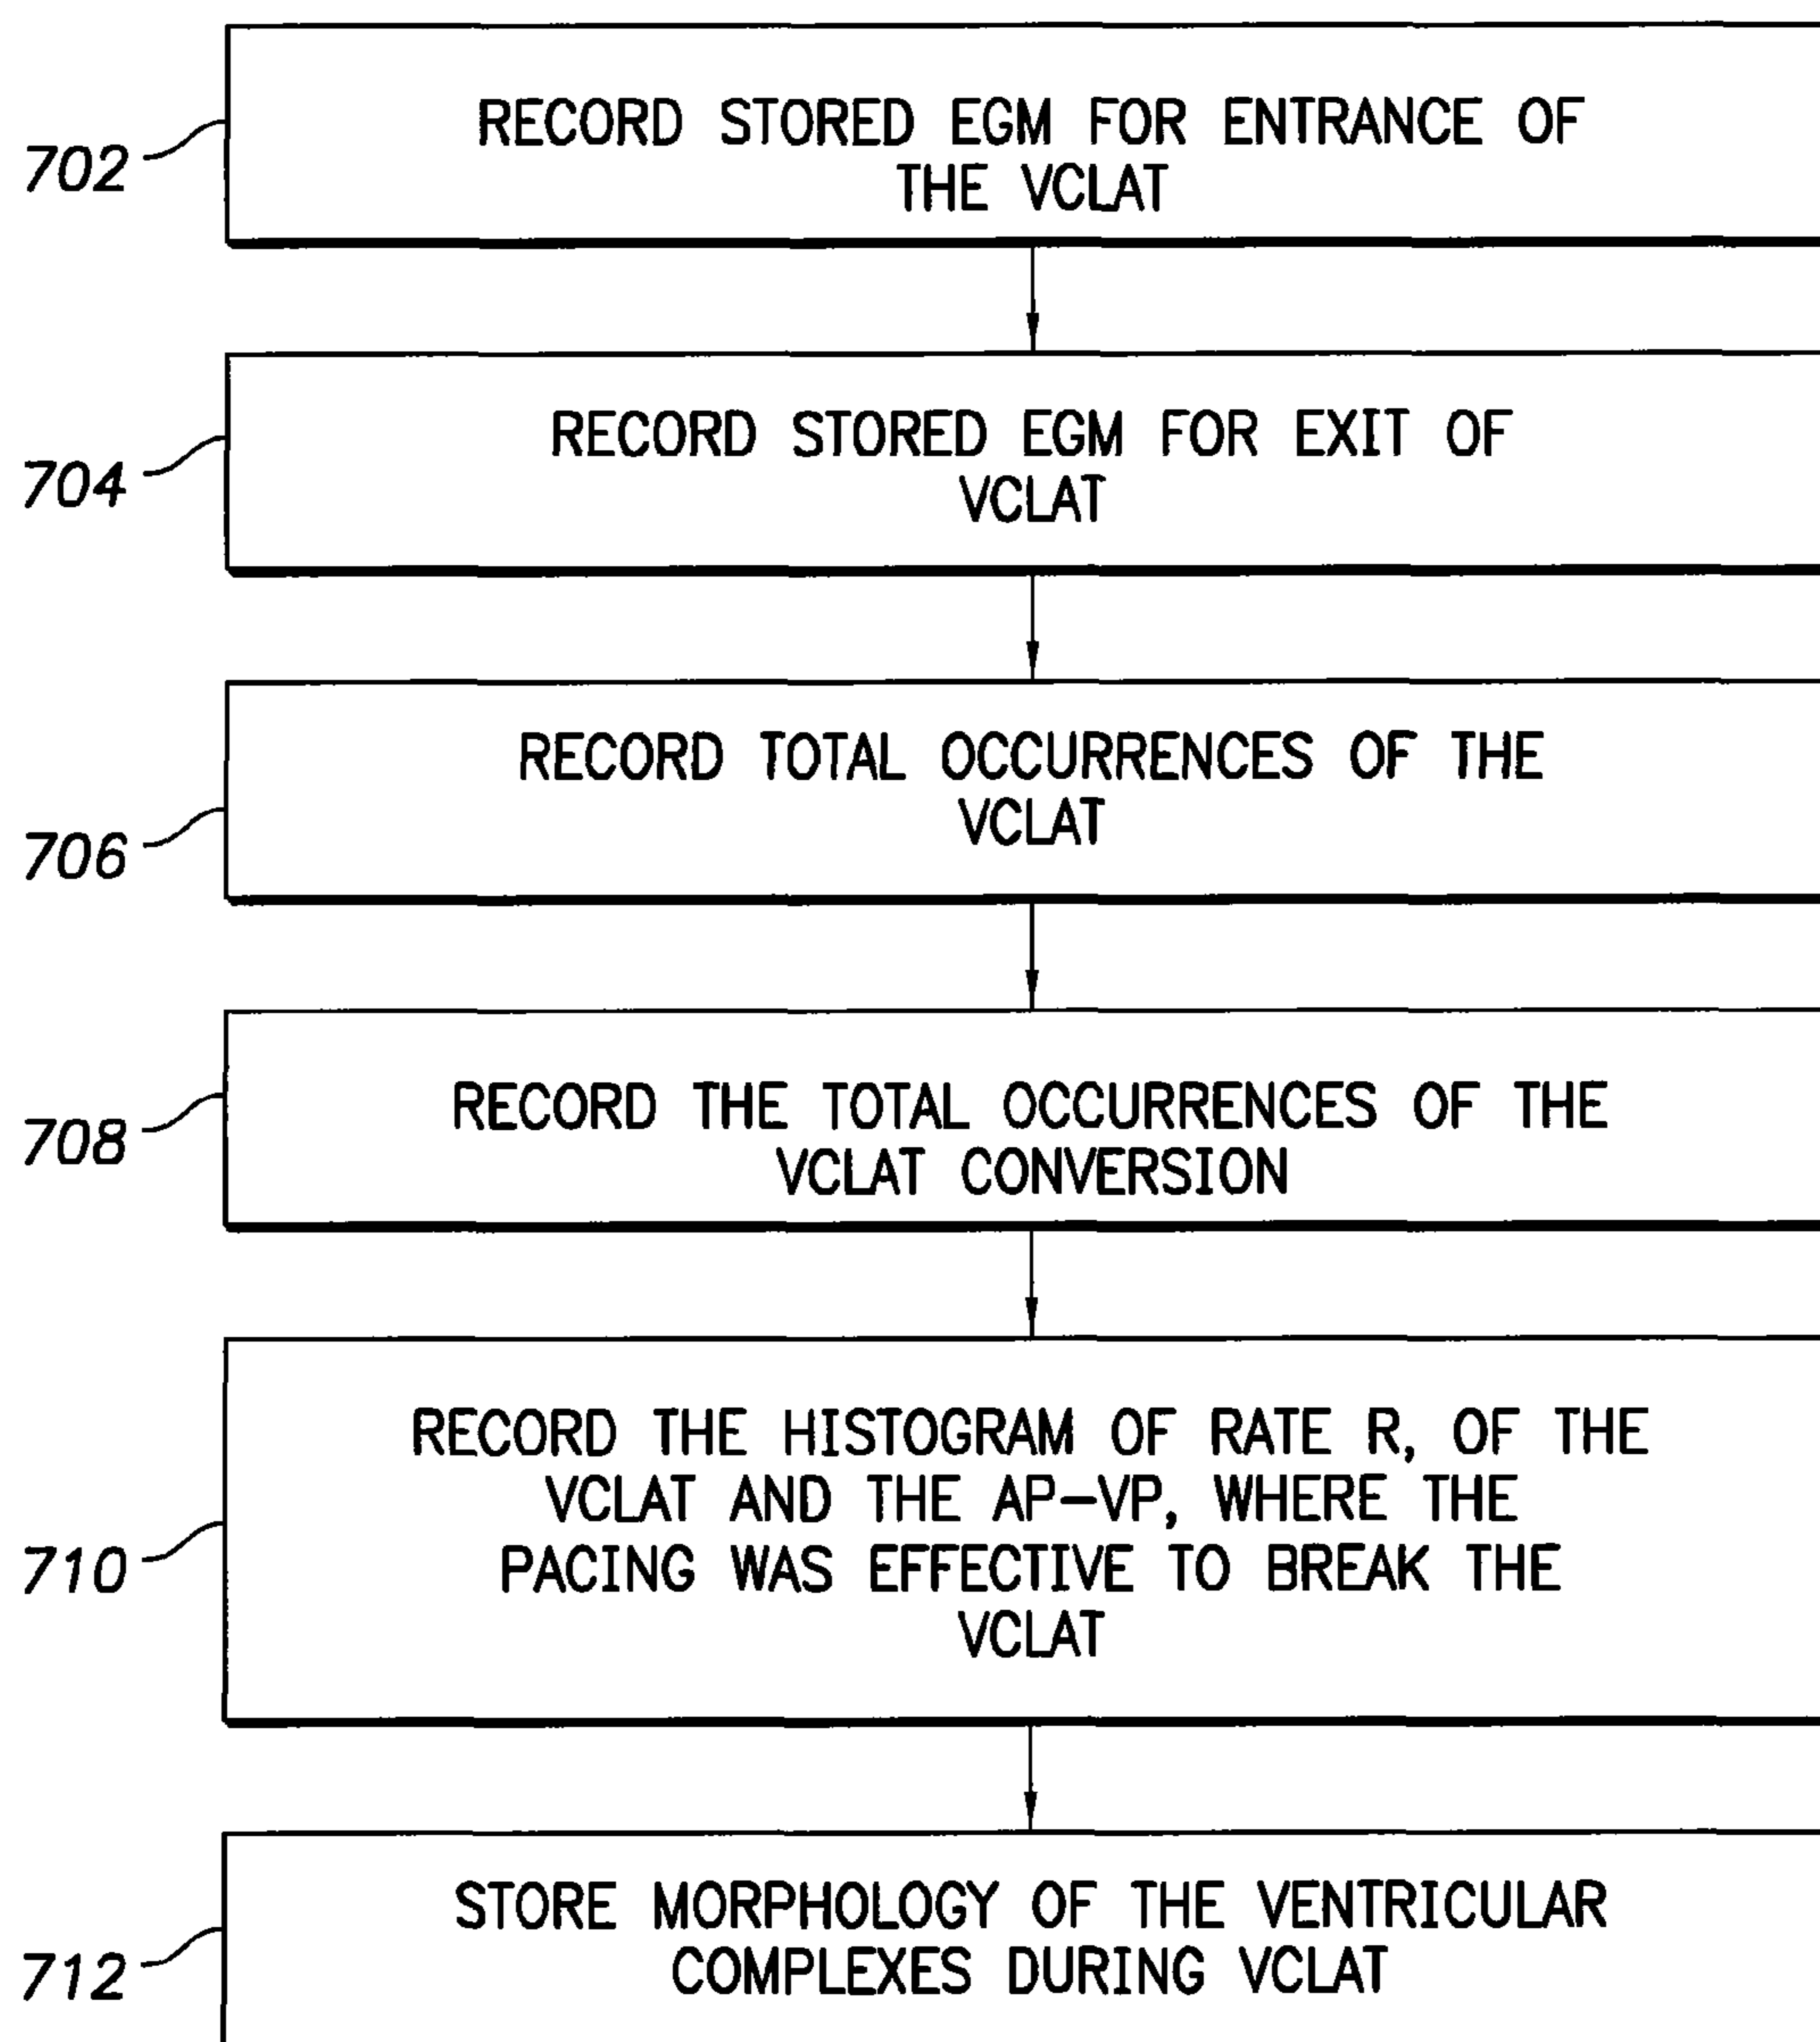 702
RECORD STORED EGM FOR ENTRANCE OF
THE VCLAT
704
RECORD STORED EGM FOR EXIT OF
VCLAT
706
RECORD TOTAL OCCURRENCES OF THE
VCLAT
708
RECORD THE TOTAL OCCURRENCES OF THE
VCLAT CONVERSION
710
RECORD THE HISTOGRAM OF RATE R, OF THE
VCLAT AND THE AP-VP, WHERE THE
PACING WAS EFFECTIVE TO BREAK THE
VCLAT
712
STORE MORPHOLOGY OF THE VENTRICULAR
COMPLEXES DURING VCLAT